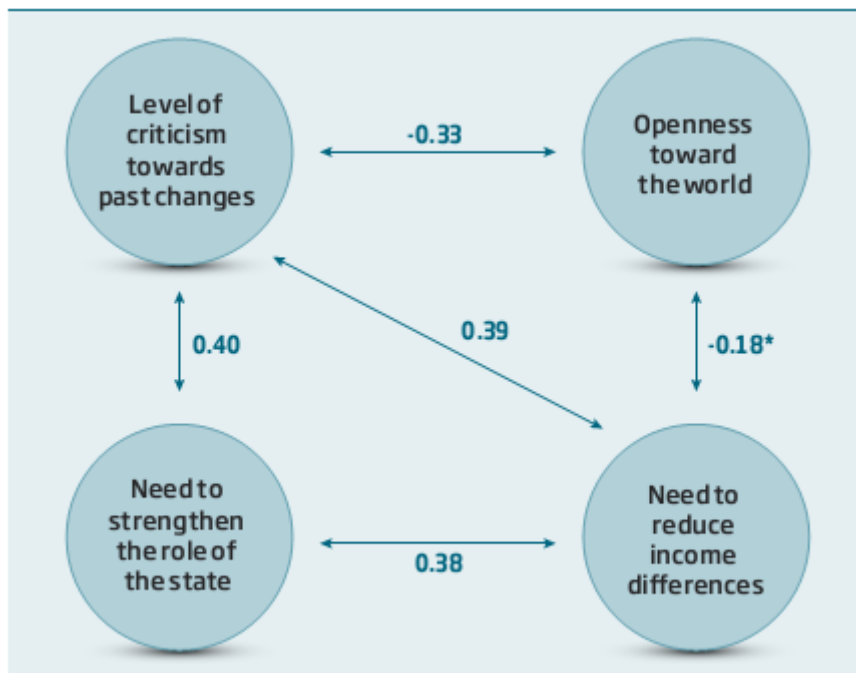 Level of
criticism
towards
past changes
-0.33
Openness
toward
the world
0.40
0.39
-0.18*
Need to
strengthen
the role of
the state
0.38
Need to
reduce
income
differences